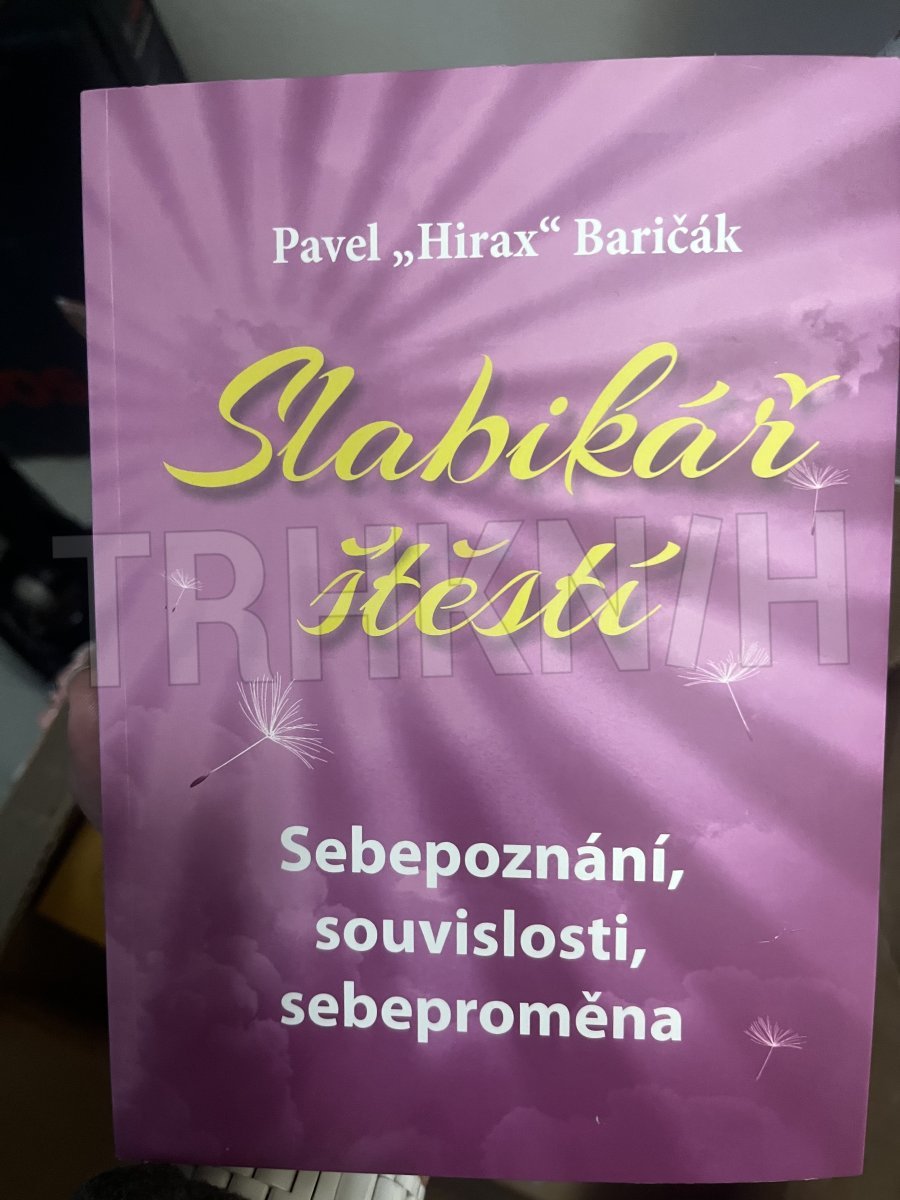 Pavel „Hirax“ Baričák
Slabikář
štěstí
TRHKNIH
Sebepoznání,
souvislosti,
sebeproměna